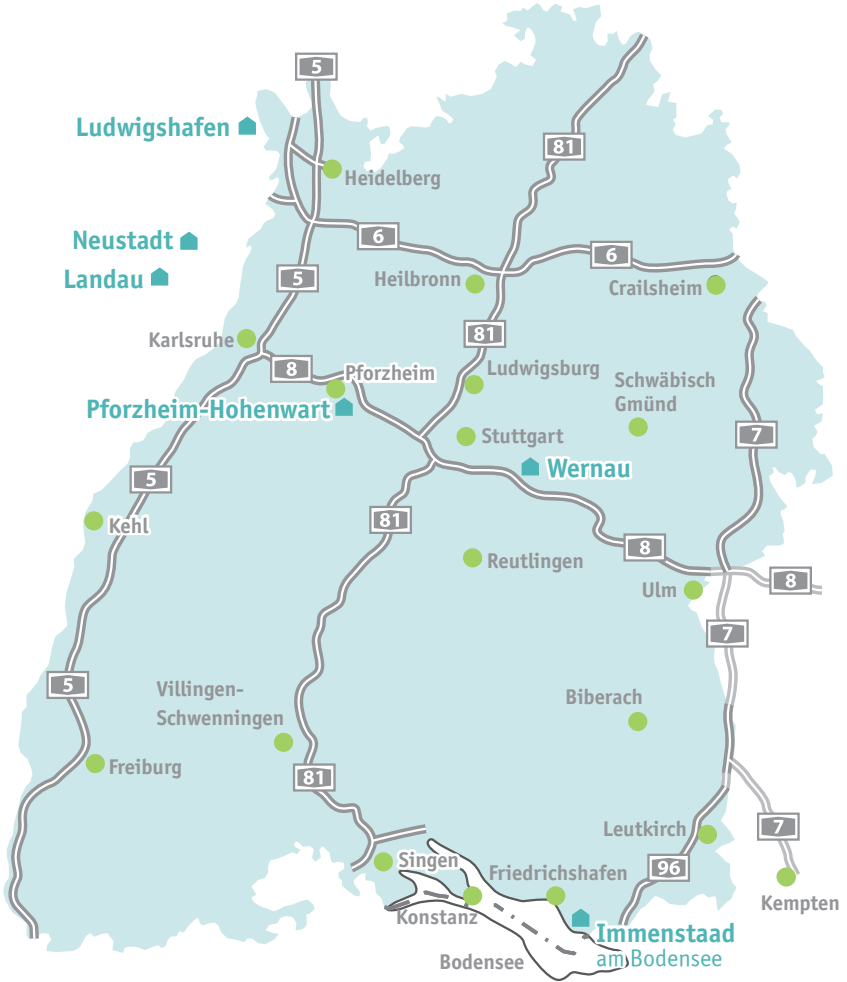 5
81
Ludwigshafen
Heidelberg
6
Neustadt
6
Landau
5
Heilbronn
Crailsheim
Karlsruhe
81
8
Pforzheim
Ludwigsburg
Schwäbisch
Gmünd
Pforzheim-Hohenwart
Stuttgart
7
Wernau
5
Kehl
81
8
Reutlingen
8
Ulm
7
5
Villingen-
Schwenningen
Biberach
Freiburg
81
7
Leutkirch
Singen
96
Friedrichshafen
Kempten
Konstanz
Immenstaad
am Bodensee
Bodensee